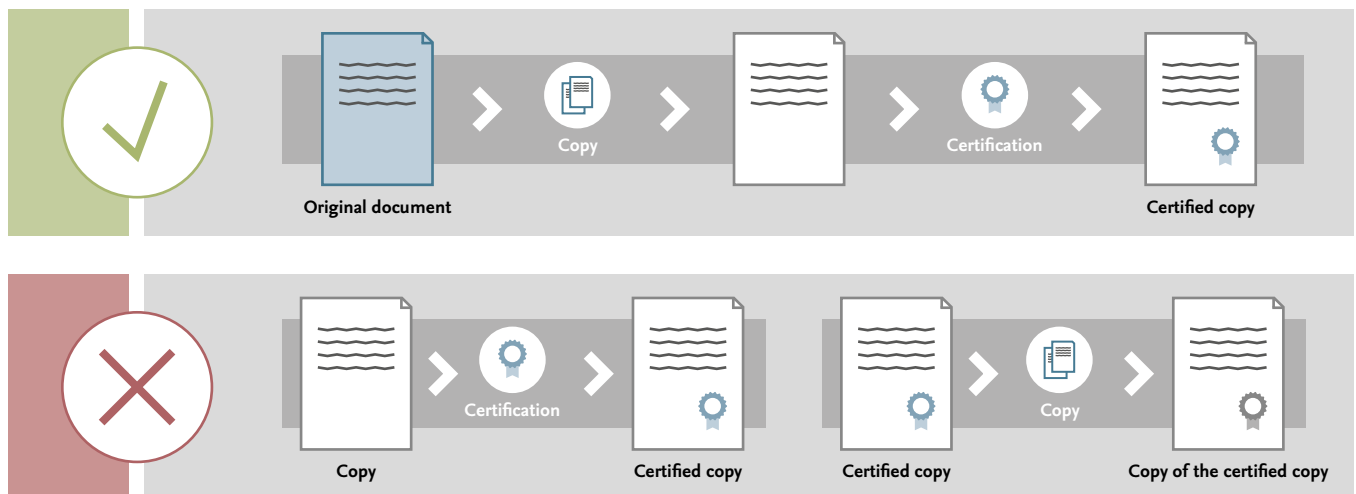 Copy
Certification
Original document
Certified copy
Certification
Copy
Copy
Certified copy
Certified copy
Copy of the certified copy